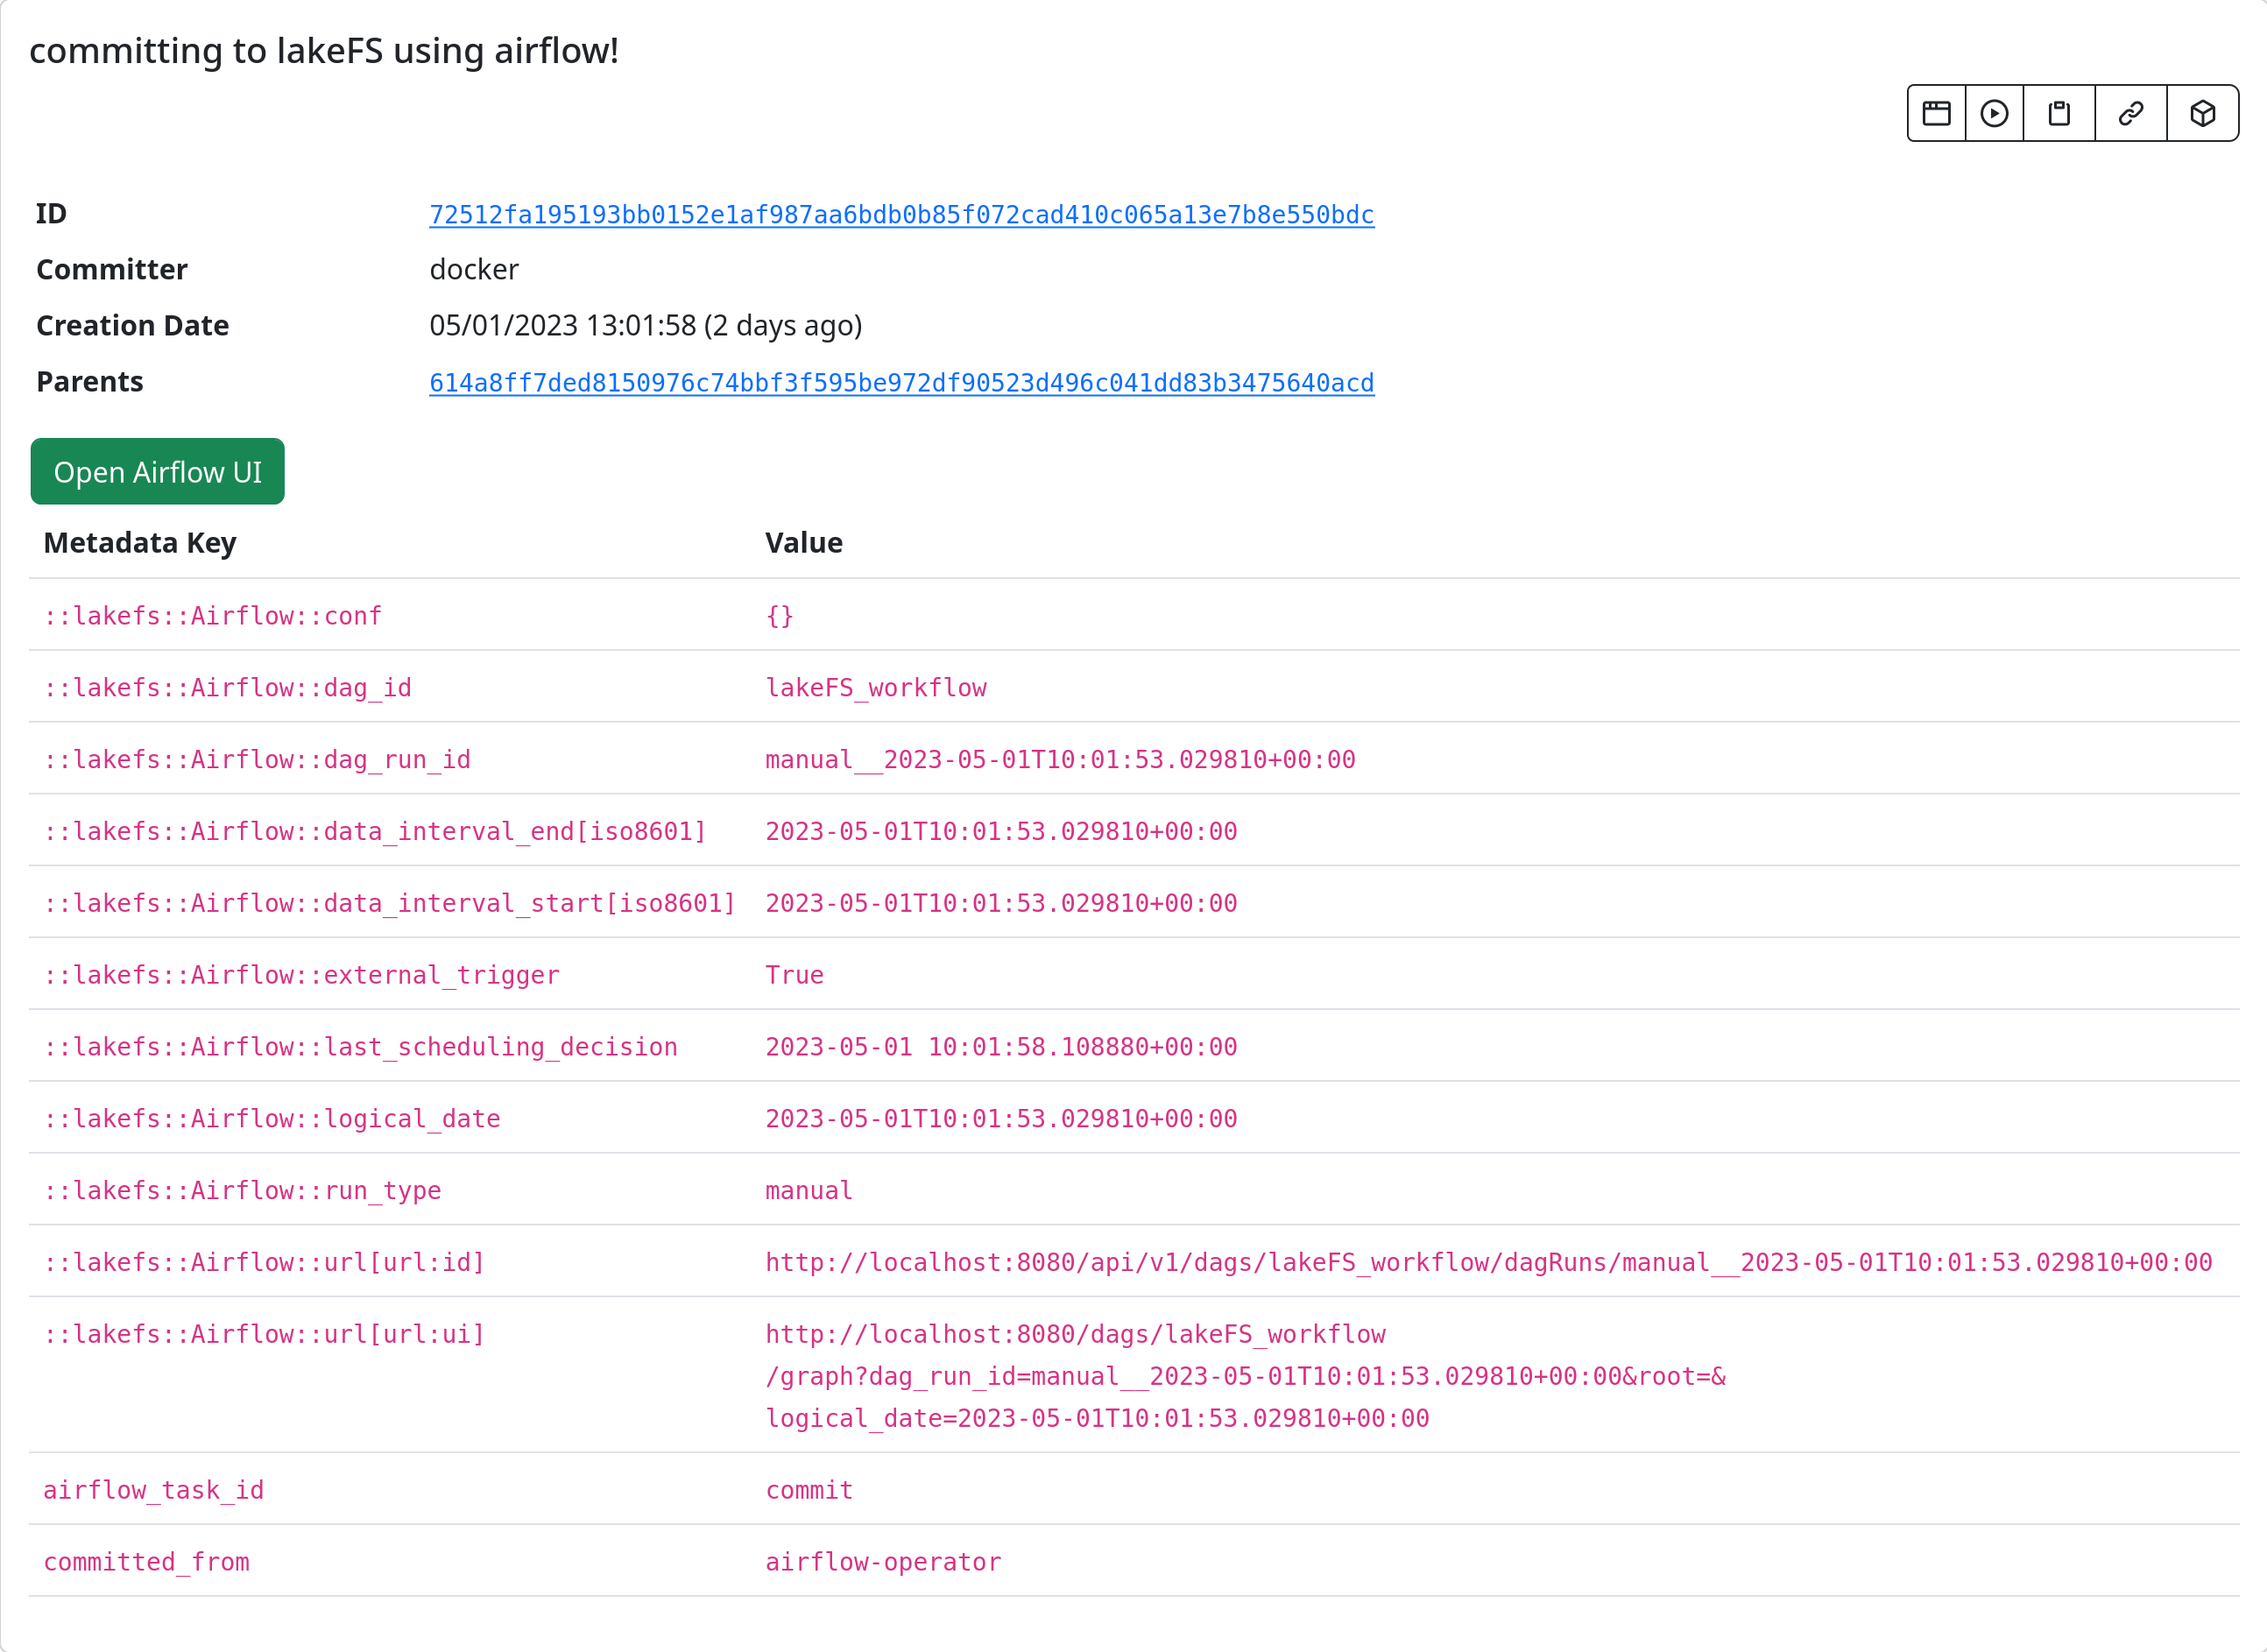 committing to lakeFS using airflow!
ID 72512fa195193bb0152e1af987aa6bdb0b85f072cad410c065a13e7b8e550bdc
Committer docker
Creation Date 05/01/2023 13:01:58 (2 days ago)
Parents 614a8ff7ded8150976c74bbf3f595be972df90523d496c041dd83b3475640acd
Open Airflow UI
Metadata Key Value
::lakefs::Airflow::conf {}
::lakefs::Airflow::dag_id lakeFS_workflow
::lakefs::Airflow::dag_run_id manual__2023-05-01T10:01:53.029810+00:00
::lakefs::Airflow::data_interval_end[iso8601] 2023-05-01T10:01:53.029810+00:00
::lakefs::Airflow::data_interval_start[iso8601] 2023-05-01T10:01:53.029810+00:00
::lakefs::Airflow::external_trigger True
::lakefs::Airflow::last_scheduling_decision 2023-05-01 10:01:58.108880+00:00
::lakefs::Airflow::logical_date 2023-05-01T10:01:53.029810+00:00
::lakefs::Airflow::run_type manual
::lakefs::Airflow::url[url:id] http://localhost:8080/api/v1/dags/lakeFS_workflow/dagRuns/manual__2023-05-01T10:01:53.029810+00:00
::lakefs::Airflow::url[url:ui] http://localhost:8080/dags/lakeFS_workflow
/graph?dag_run_id=manual__2023-05-01T10:01:53.029810+00:00&root=&
logical_date=2023-05-01T10:01:53.029810+00:00
airflow_task_id commit
committed_from airflow-operator